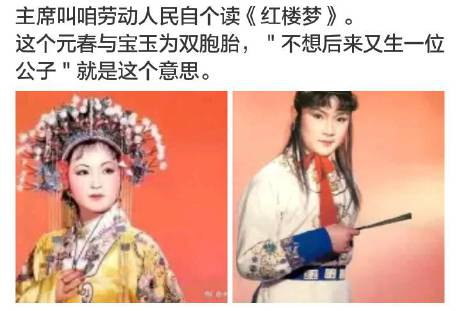 主席叫咱劳动人民自个读《红楼梦》。
这个元春与宝玉为双胞胎，＂不想后来又生一位
公子＂就是这个意思。